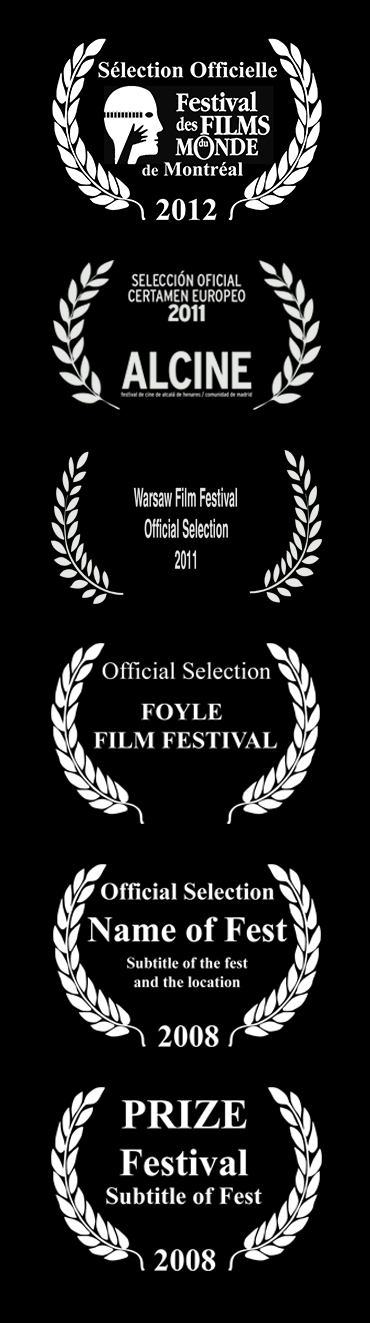 Sélection Officielle
Festival
des FILMS
du MONDE
de Montréal
2012
SELECCIÓN OFICIAL
CERTAMEN EUROPEO
2011
ALCINE
festival de cine de alcalá de henares / comunidad de madrid
Warsaw Film Festival
Official Selection
2011
Official Selection
FOYLE
FILM FESTIVAL
Official Selection
Name of Fest
Subtitle of the fest
and the location
2008
PRIZE
Festival
Subtitle of Fest
2008